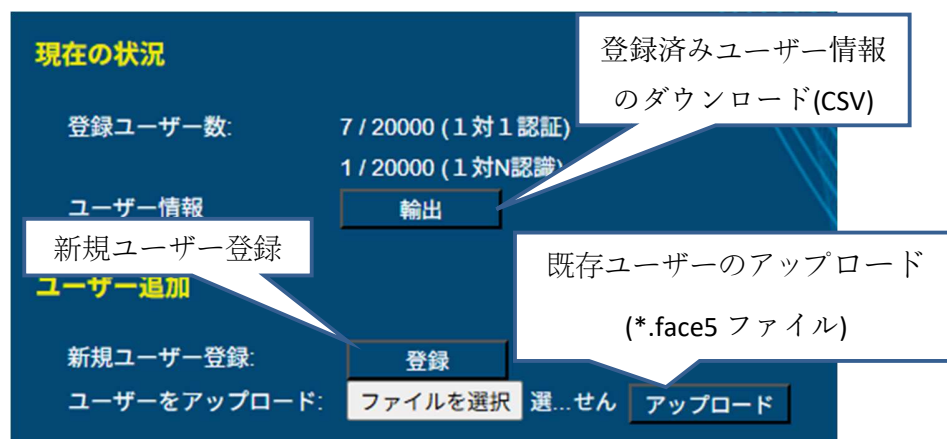 現在の状況
登録済みユーザー情報
のダウンロード(CSV)
登録ユーザー数:
7 / 20000 (１対１認証)
1 / 20000 (１対N認識)
ユーザー情報
輸出
新規ユーザー登録
既存ユーザーのアップロード
(*.face5 ファイル)
ユーザー追加
新規ユーザー登録:
登録
ユーザーをアップロード:
ファイルを選択
選...せん
アップロード